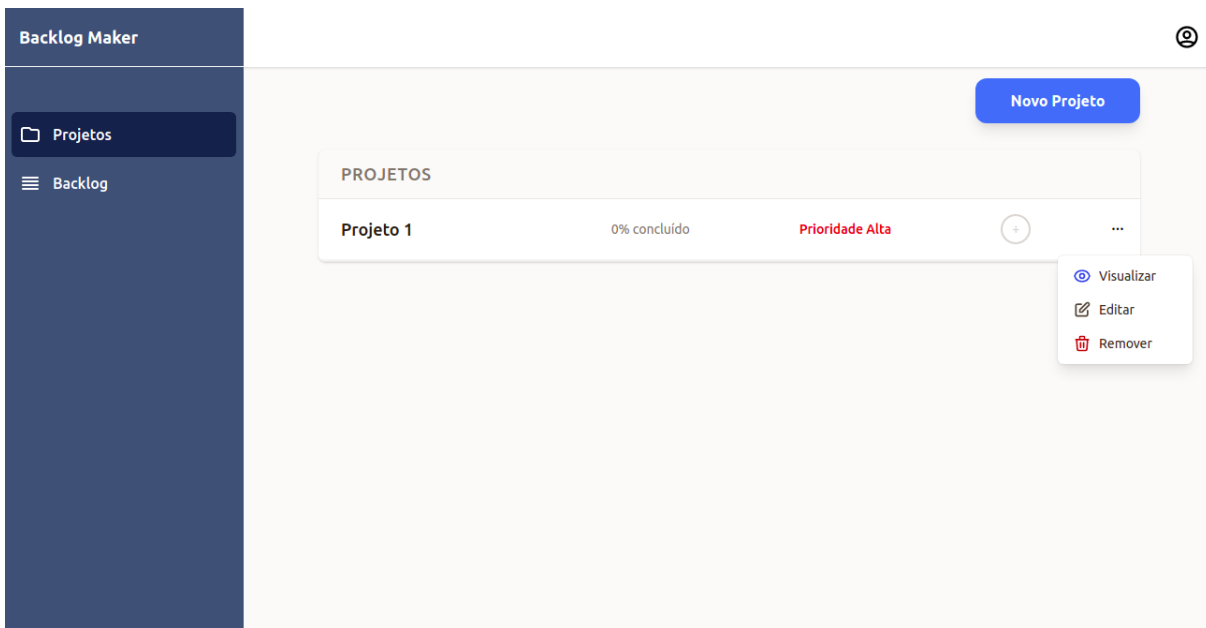 Backlog Maker
Novo Projeto
Projetos
Backlog
PROJETOS
Projeto 1 0% concluído Prioridade Alta + ...
Visualizar
Editar
Remover